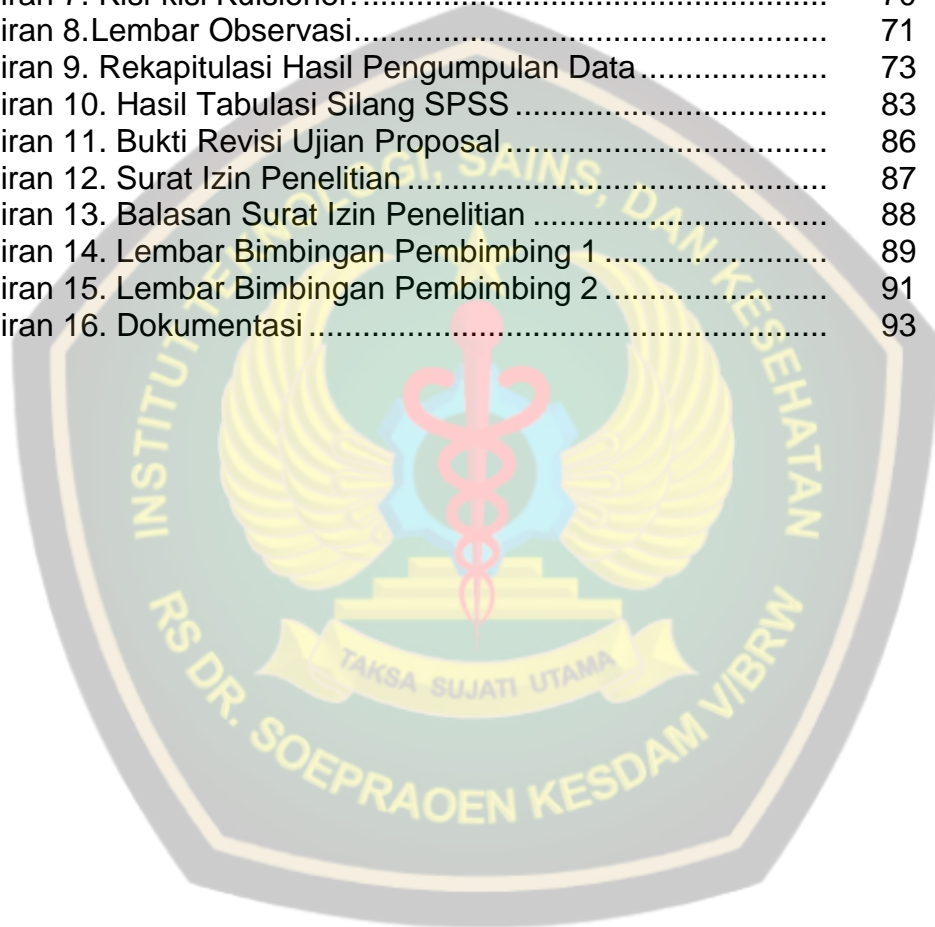 iran 8.Lembar Observasi.................................................... 71
iran 9. Rekapitulasi Hasil Pengumpulan Data..................... 73
iran 10. Hasil Tabulasi Silang SPSS .................................. 83
iran 11. Bukti Revisi Ujian Proposal ................................... 86
iran 12. Surat Izin Penelitian .............................................. 87
iran 13. Balasan Surat Izin Penelitian ................................ 88
iran 14. Lembar Bimbingan Pembimbing 1 ........................ 89
iran 15. Lembar Bimbingan Pembimbing 2 ........................ 91
iran 16. Dokumentasi ......................................................... 93
INSTITUT TEKNOLOGI, SAINS, DAN KESEHATAN
TAKSA SUJATI UTAMA
RS DR. SOEPRAOEN KESDAM V/BRW